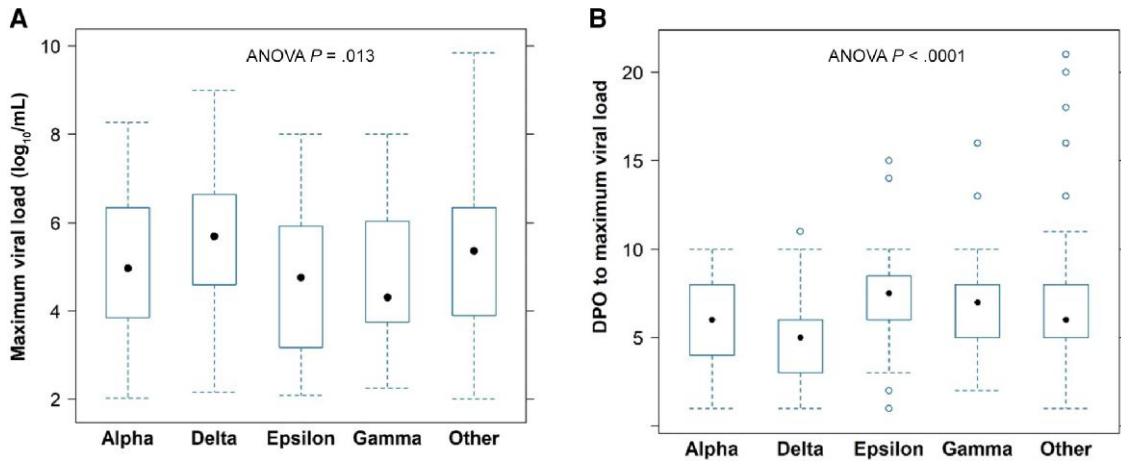 A
ANOVA P = .013
Maximum viral load (log₁₀/mL)
10
8
6
4
2
Alpha Delta Epsilon Gamma Other
B
ANOVA P < .0001
DPO to maximum viral load
20
15
10
5
Alpha Delta Epsilon Gamma Other